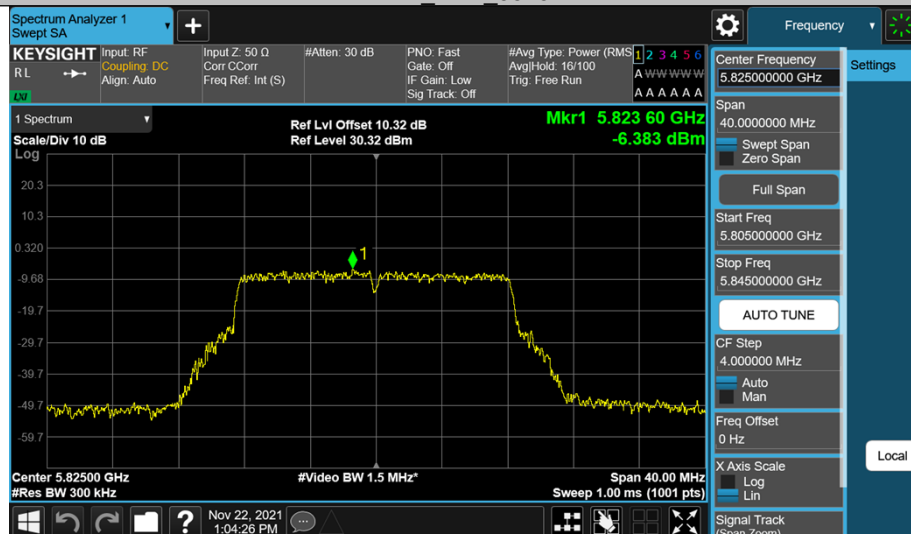 Spectrum Analyzer 1
Swept SA
+
Frequency
KEYSIGHT
RL
LXI
Input: RF
Coupling: DC
Align: Auto
Input Z: 50 Ω
Corr CCorr
Freq Ref: Int (S)
#Atten: 30 dB
PNO: Fast
Gate: Off
IF Gain: Low
Sig Track: Off
#Avg Type: Power (RMS
Avg|Hold: 16/100
Trig: Free Run
1 2 3 4 5 6
A W W W W W
A A A A A A
1 Spectrum
Scale/Div 10 dB
Log
Ref Lvl Offset 10.32 dB
Ref Level 30.32 dBm
Mkr1 5.823 60 GHz
-6.383 dBm
20.3
10.3
0.320
-9.68
-19.7
-29.7
-39.7
-49.7
-59.7
1
Center 5.82500 GHz
#Res BW 300 kHz
#Video BW 1.5 MHz*
Span 40.00 MHz
Sweep 1.00 ms (1001 pts)
?
Nov 22, 2021
1:04:26 PM
Center Frequency
5.825000000 GHz
Span
40.0000000 MHz
Swept Span
Zero Span
Full Span
Start Freq
5.805000000 GHz
Stop Freq
5.845000000 GHz
AUTO TUNE
CF Step
4.000000 MHz
Auto
Man
Freq Offset
0 Hz
X Axis Scale
Log
Lin
Signal Track
(Span Zoom)
Settings
Local